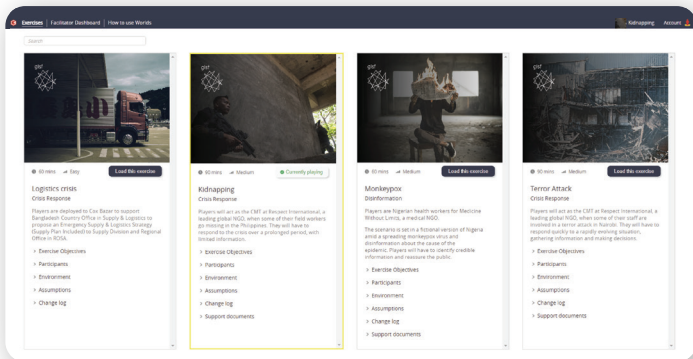 Exercises | Facilitator Dashboard | How to use Worlds
Kidnapping Account
Search
gisf
60 mins Easy Load this exercise
Logistics crisis
Crisis Response
Players are deployed to Cox Bazar to support
Bangladesh Country Office in Supply & Logistics to
propose an Emergency Supply & Logistics Strategy
(Supply Plan Included) to Supply Division and Regional
Office in ROSA.
> Exercise Objectives
> Participants
> Environment
> Assumptions
> Change log
gisf
60 mins Medium Currently playing
Kidnapping
Crisis Response
Players will act as the CMT at Respect International, a
leading global NGO, when some of their field workers
go missing in the Philippines. They will have to
respond to the crisis over a prolonged period, with
limited information.
> Exercise Objectives
> Participants
> Environment
> Assumptions
> Change log
> Support documents
gisf
60 mins Medium Load this exercise
Monkeypox
Disinformation
Players are Nigerian health workers for Medicine
Without Limits, a medical NGO.
The scenario is set in a fictional version of Nigeria
amid a spreading monkeypox virus and
disinformation about the cause of the
epidemic. Players will have to identify credible
information and reassure the public.
> Exercise Objectives
> Participants
> Environment
> Assumptions
> Change log
> Support documents
gisf
60 mins Medium Load this exercise
Terror Attack
Crisis Response
Players will act as the CMT at Respect International, a
leading global NGO, when some of their staff are
involved in a terror attack in Nairobi. They will have to
respond quickly to a rapidly evolving situation,
gathering information and making decisions.
> Exercise Objectives
> Participants
> Environment
> Assumptions
> Change log
> Support documents